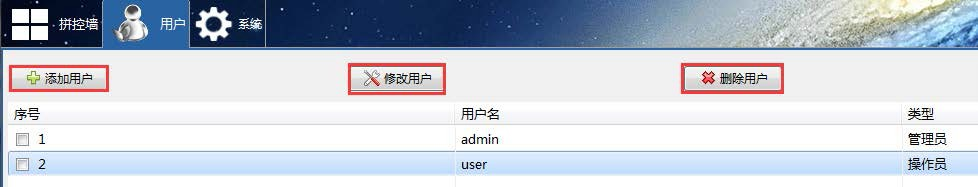 拼控墙 用户 系统
添加用户 修改用户 删除用户
序号 用户名 类型
1 admin 管理员
2 user 操作员